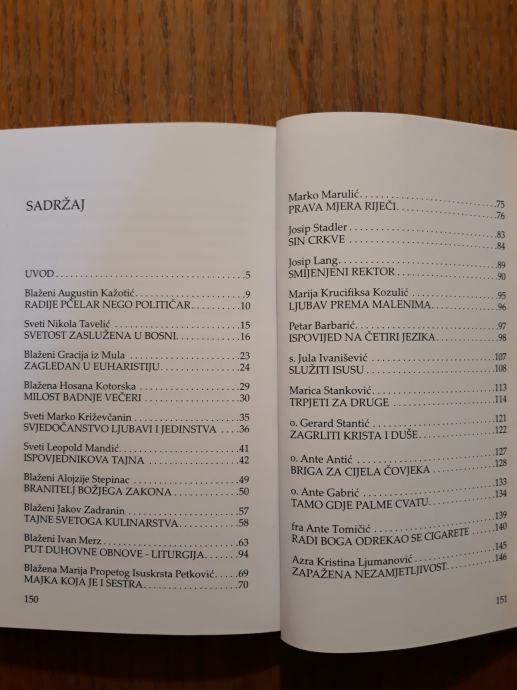 SADRŽAJ
UVOD 5
Blaženi Augustin Kažotić 9
RADIJE PČELAR NEGO POLITIČAR 10
Sveti Nikola Tavelić 15
SVETOST ZASLUŽENA U BOSNI 16
Blaženi Gracija iz Mula 23
ZAGLEDAN U EUHARISTIJU 24
Blažena Hosana Kotorska 29
MILOST BADNJE VEČERI 30
Sveti Marko Križevčanin 35
SVJEDOČANSTVO LJUBAVI I JEDINSTVA 36
Sveti Leopold Mandić 41
ISPOVJEDNIKOVA TAJNA 42
Blaženi Alojzije Stepinac 49
BRANITELJ BOŽJEGA ZAKONA 50
Blaženi Jakov Zadranin 57
TAJNE SVETOGA KULINARSTVA 58
Blaženi Ivan Merz 63
PUT DUHOVNE OBNOVE - LITURGIJA 94
Blažena Marija Propetog Isuskrsta Petković 69
MAJKA KOJA JE I SESTRA 70
150
Marko Marulić 75
PRAVA MJERA RIJEČI 76
Josip Stadler 83
SIN CRKVE 84
Josip Lang 89
SMIJENJENI REKTOR 90
Marija Krucifiksa Kozulić 95
LJUBAV PREMA MALENIMA 96
Petar Barbarić 97
ISPOVIJED NA ČETIRI JEZIKA 98
s. Jula Ivanišević 107
SLUŽITI ISUSU 108
Marica Stanković 113
TRPJETI ZA DRUGE 114
o. Gerard Stantić 121
ZAGRLITI KRISTA I DUŠE 122
o. Ante Antić 127
BRIGA ZA CIJELA ČOVJEKA 128
o. Ante Gabrić 133
TAMO GDJE PALME CVATU 134
fra Ante Tomičić 139
RADI BOGA ODREKAO SE CIGARETE 140
Azra Kristina Ljumanović 145
ZAPAŽENA NEZAMJETLJIVOST 146
151